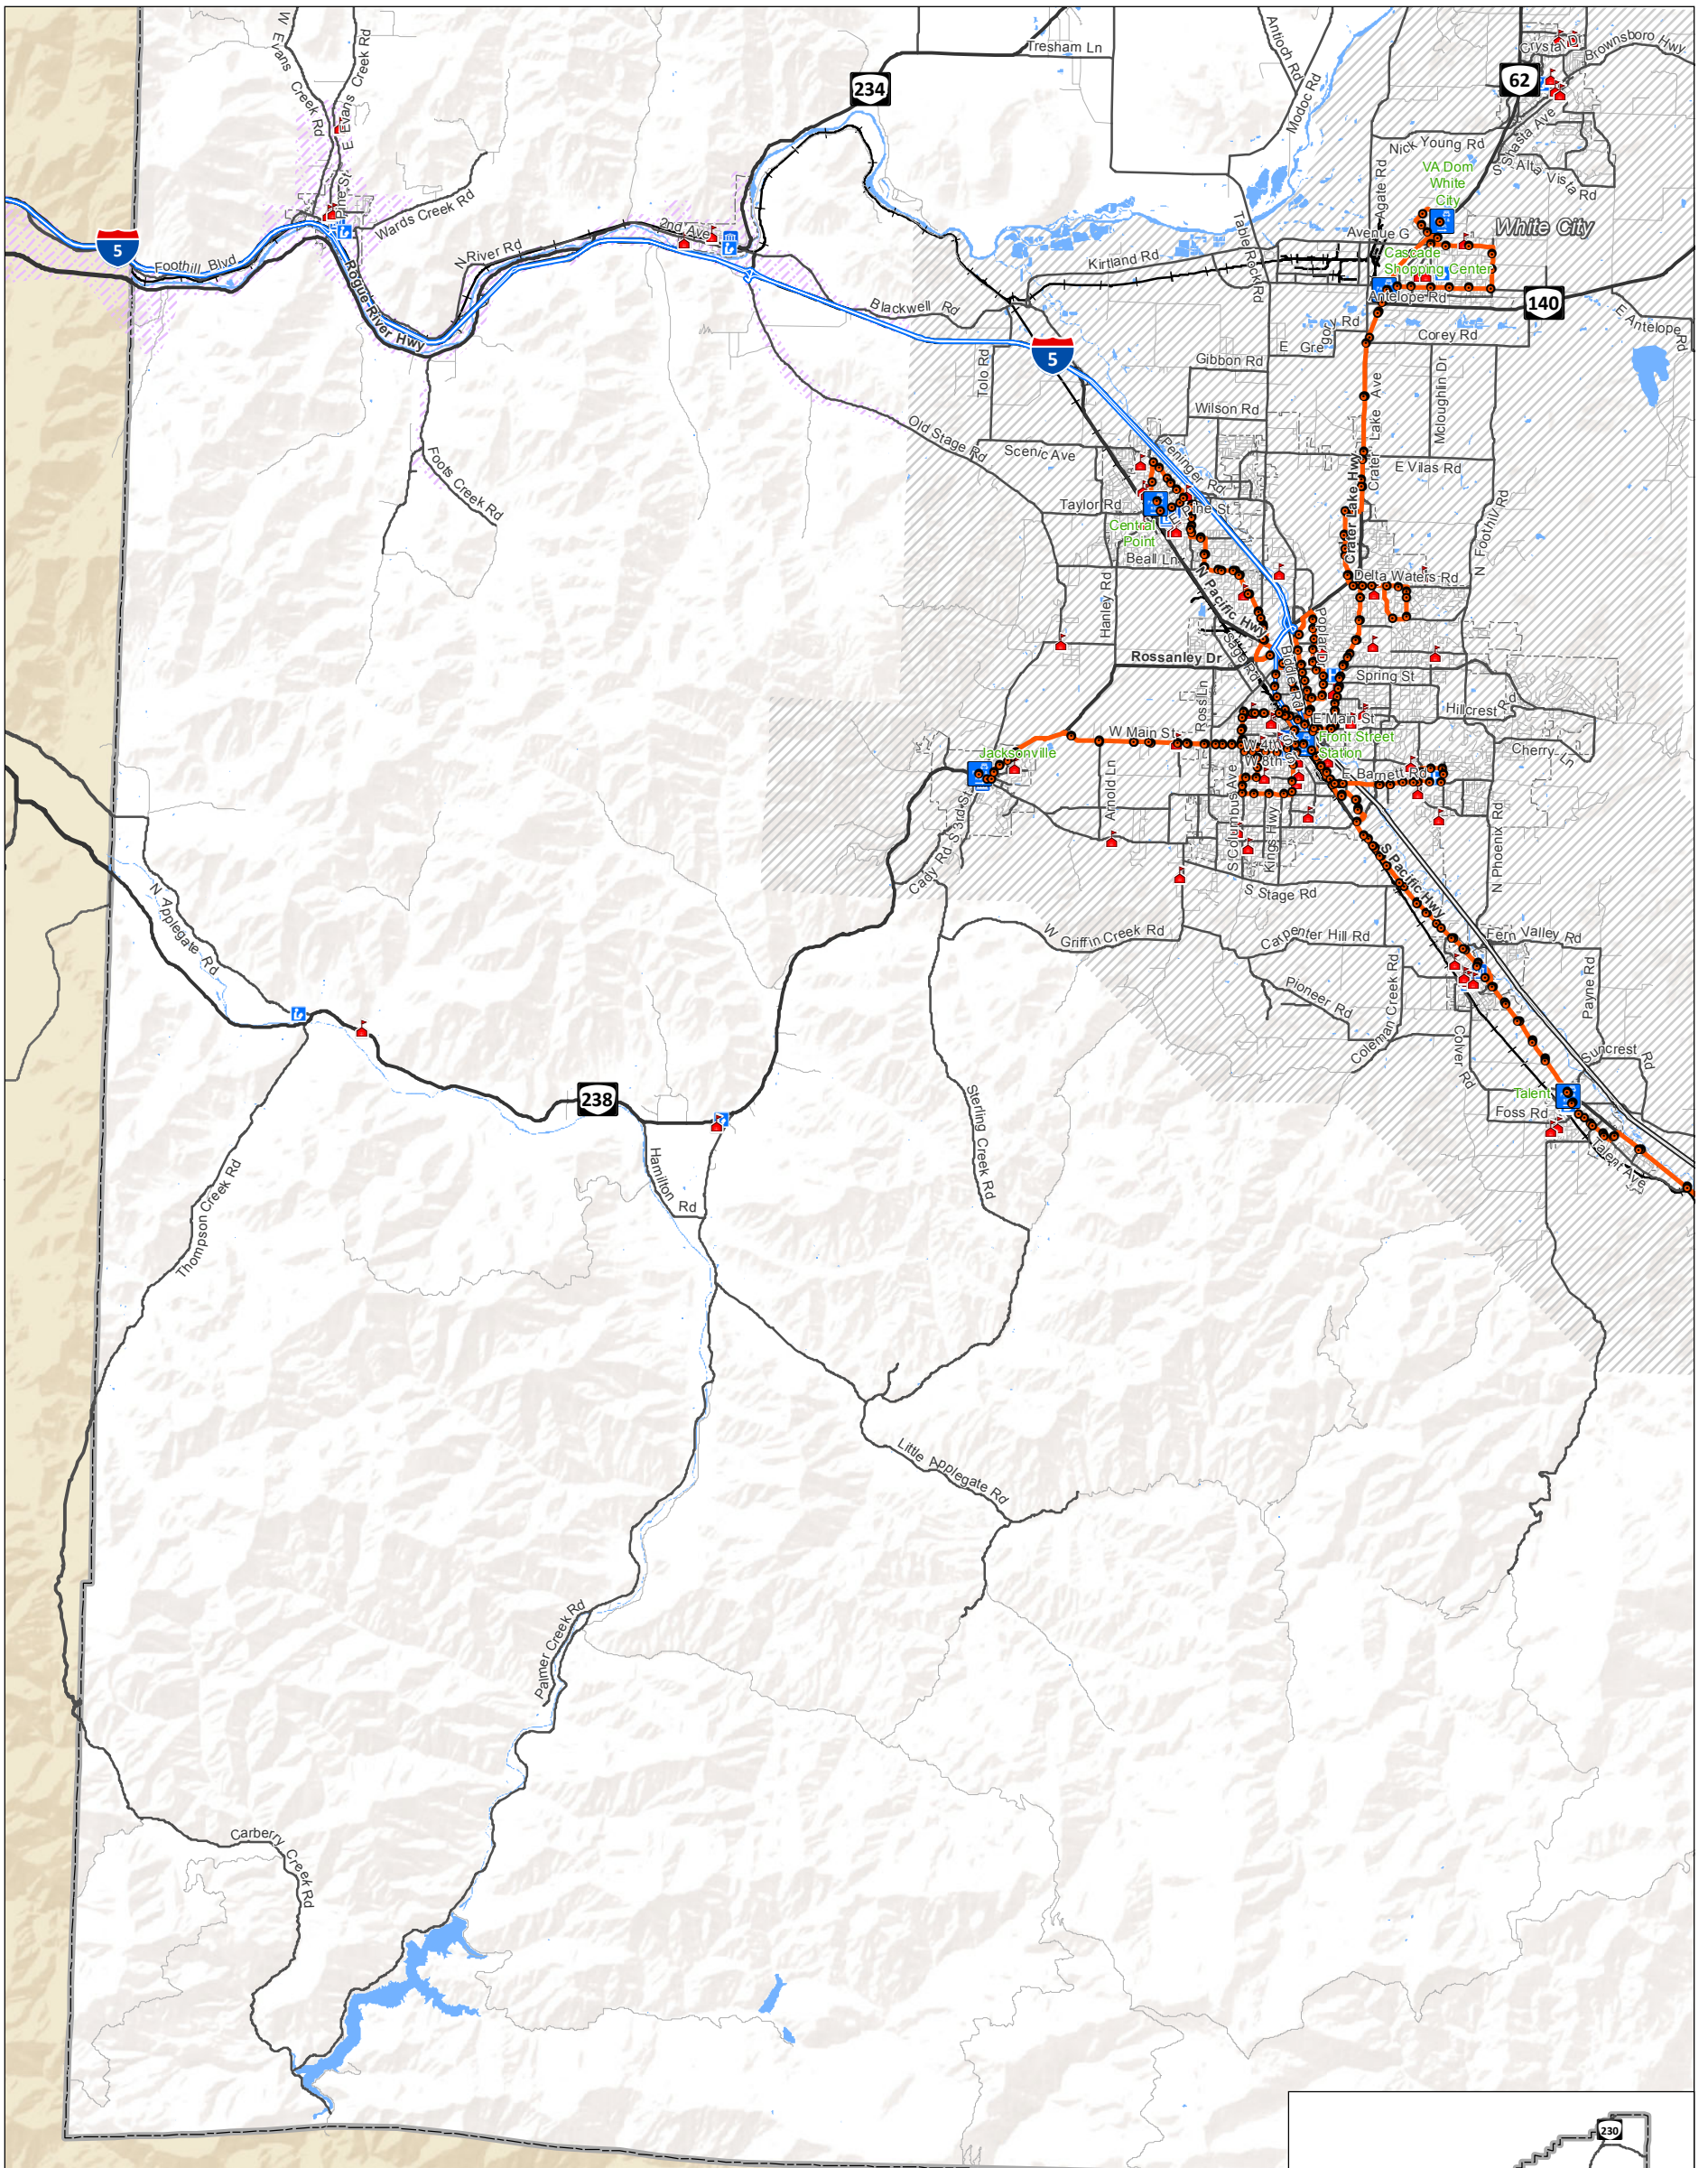 W Evans Creek Rd
E Evans Creek Rd
Pine St
Wards Creek Rd
5
Foothill Blvd
Rogue River Hwy
N River Rd
2nd Ave
234
Tresham Ln
Antioch Rd
Modoc Rd
62
Crystal Dr
Brownsboro Hwy
Nick Young Rd
S Shasta Ave
Alta Vista Rd
Agate Rd
VA Dom
White
City
White City
Avenue G
Cascade
Shopping Center
Antelope Rd
140
E Antelope Rd
Table Rock Rd
Kirtland Rd
Blackwell Rd
5
Tolo Rd
E Gregory Rd
Corey Rd
Gibbon Rd
Wilson Rd
Mcloughlin Dr
Crater Lake Ave
Crater Lake Hwy
E Vilas Rd
Old Stage Rd
Scenic Ave
Peninger Rd
Taylor Rd
Pine St
Central
Point
Beall Ln
Hanley Rd
N Pacific Hwy
Sage Rd
N Foothill Rd
Delta Waters Rd
Poplar Dr
Biddle Rd
Rossanley Dr
Ross Ln
Spring St
Hillcrest Rd
Cherry Ln
E Main St
W Main St
Front Street
Station
W 4th
W 8th
E Barnett Rd
Jacksonville
Foots Creek Rd
Arnold Ln
S Columbus Ave
Kings Hwy
S Pacific Hwy
N Phoenix Rd
S 3rd St
Cady Rd
S Stage Rd
W Griffin Creek Rd
Carpenter Hill Rd
Fern Valley Rd
Pioneer Rd
Coleman Creek Rd
Payne Rd
Colver Rd
Suncrest Rd
Talent
Foss Rd
Talent Ave
N Applegate Rd
238
Hamilton Rd
Sterling Creek Rd
Thompson Creek Rd
Little Applegate Rd
Palmer Creek Rd
Carberry Creek Rd
230